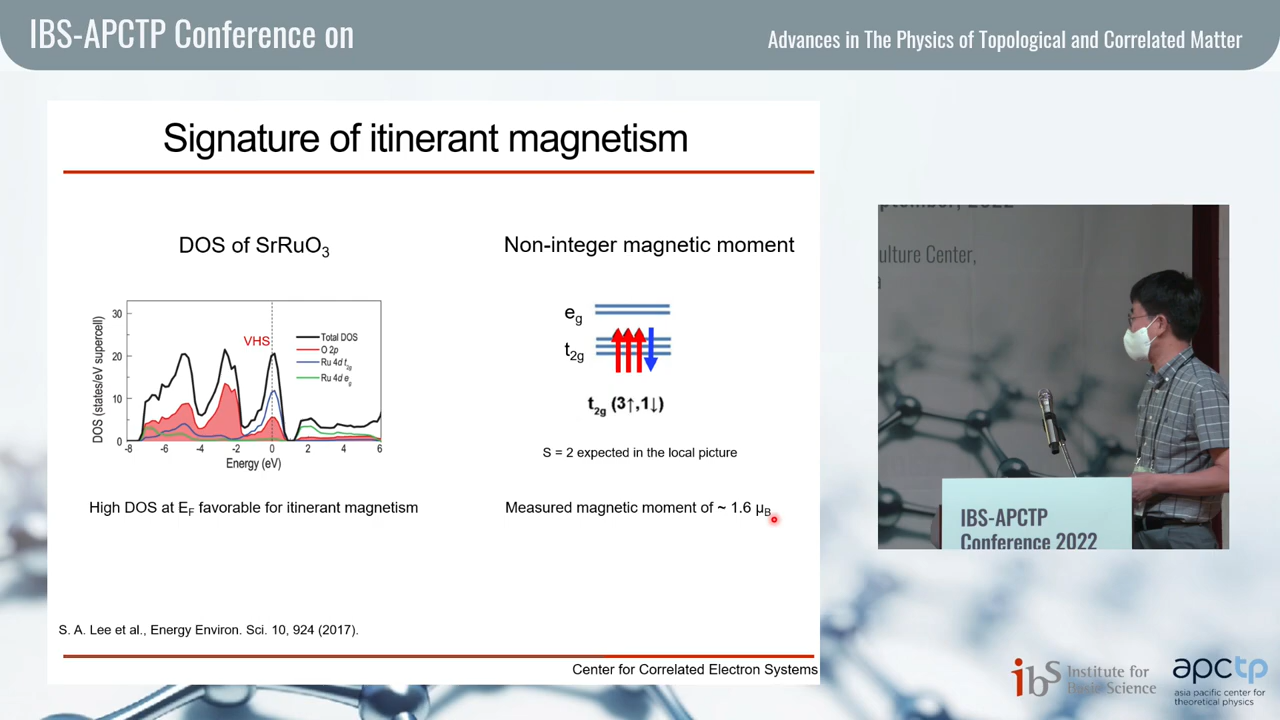 IBS-APCTP Conference on
Advances in The Physics of Topological and Correlated Matter
Signature of itinerant magnetism
DOS of SrRuO3
Non-integer magnetic moment
DOS (states/eV supercell)
30
20
10
0
VHS
Total DOS
O 2p
Ru 4d t2g
Ru 4d eg
-8 -6 -4 -2 0 2 4 6
Energy (eV)
eg
t2g
t2g (3↑,1↓)
S = 2 expected in the local picture
High DOS at EF favorable for itinerant magnetism
Measured magnetic moment of ~ 1.6 μB
S. A. Lee et al., Energy Environ. Sci. 10, 924 (2017).
Center for Correlated Electron Systems
2022
ulture Center,
IBS-APCTP
Conference 2022
ibs Institute for
Basic Science
apctp
asia pacific center for
theoretical physics